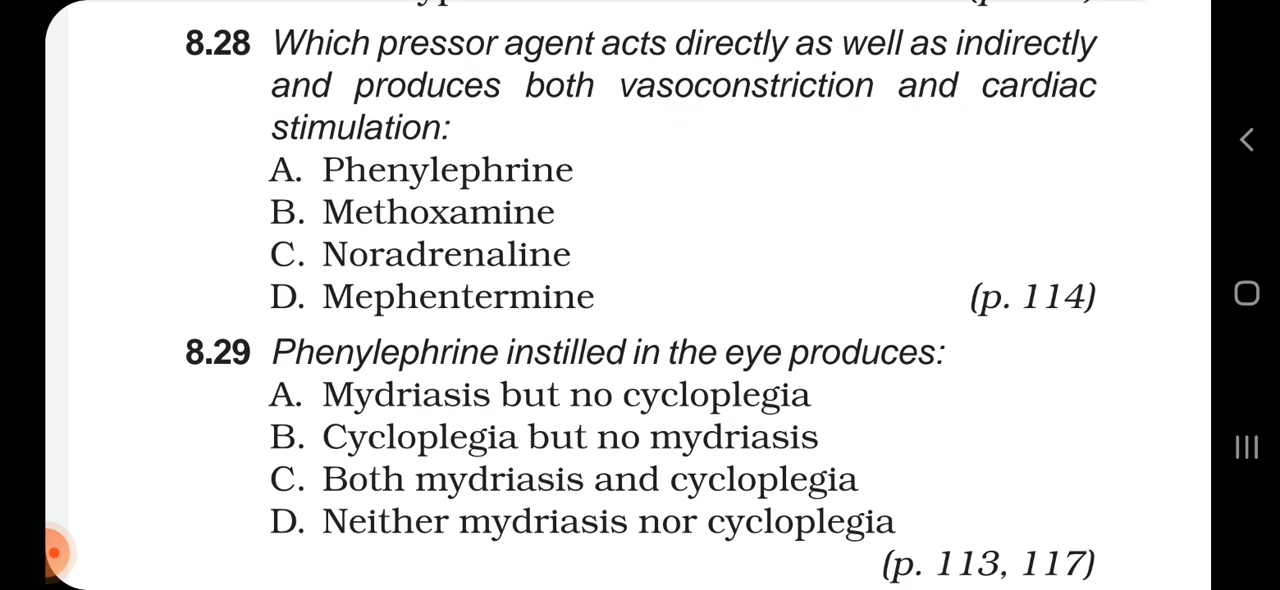 8.28 Which pressor agent acts directly as well as indirectly
and produces both vasoconstriction and cardiac
stimulation:
A. Phenylephrine
B. Methoxamine
C. Noradrenaline
D. Mephentermine (p. 114)
8.29 Phenylephrine instilled in the eye produces:
A. Mydriasis but no cycloplegia
B. Cycloplegia but no mydriasis
C. Both mydriasis and cycloplegia
D. Neither mydriasis nor cycloplegia
(p. 113, 117)